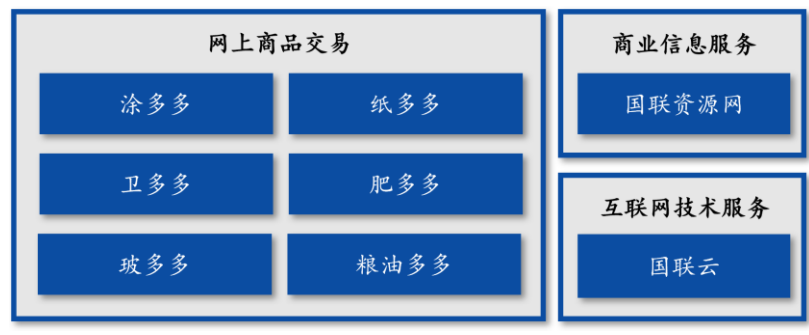 网上商品交易
涂多多
纸多多
卫多多
肥多多
玻多多
粮油多多
商业信息服务
国联资源网
互联网技术服务
国联云